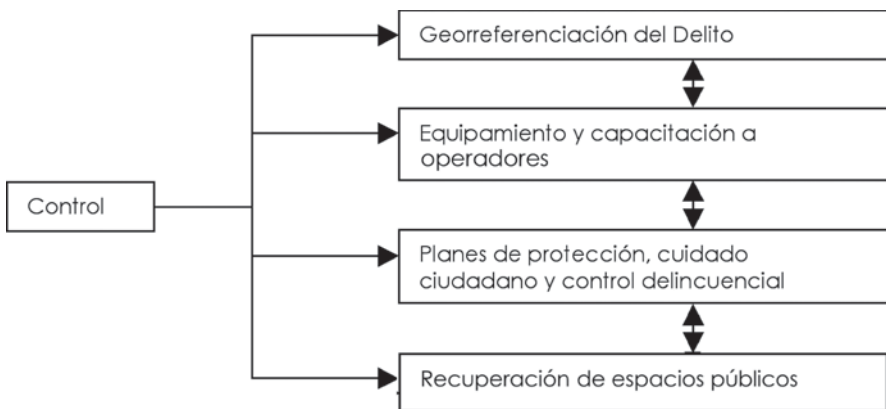 Georreferenciación del Delito
Equipamiento y capacitación a
operadores
Control
Planes de protección, cuidado
ciudadano y control delincuencial
Recuperación de espacios públicos